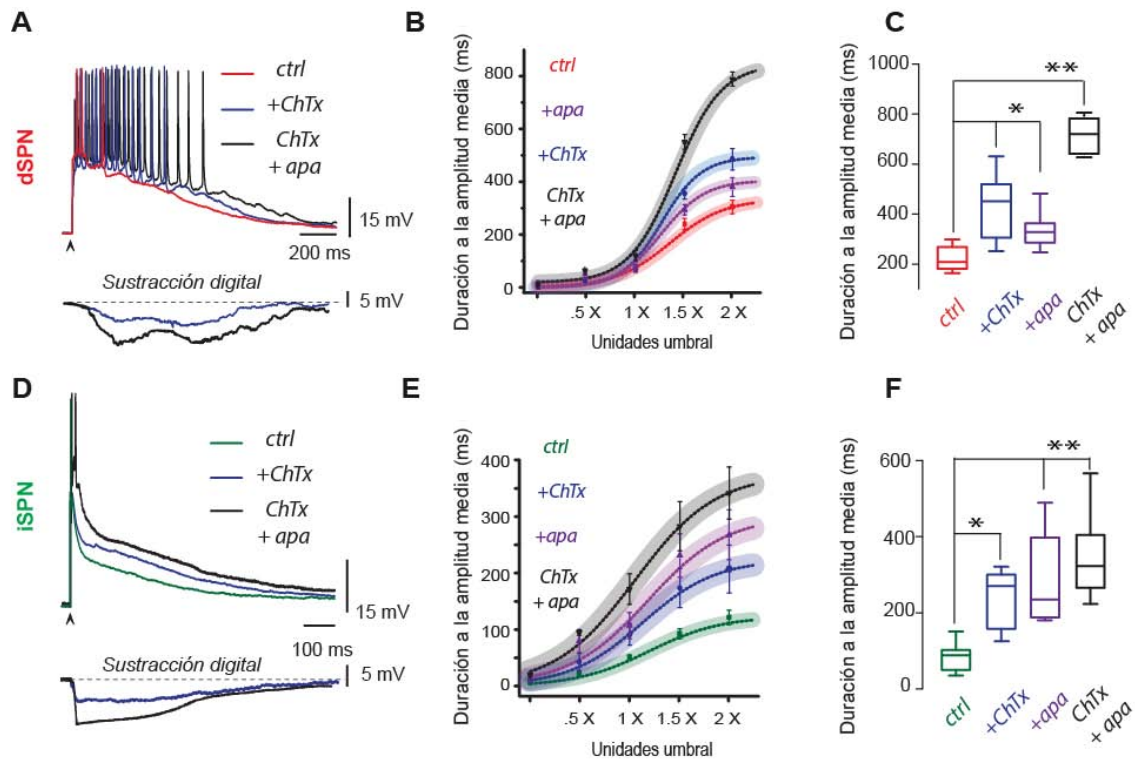 A
dSPN
ctrl
+ChTx
ChTx
+ apa
15 mV
200 ms
Sustracción digital
5 mV
B
Duración a la amplitud media (ms)
800
600
400
200
0
ctrl
+apa
+ChTx
ChTx
+ apa
.5 X 1 X 1.5 X 2 X
Unidades umbral
C
Duración a la amplitud media (ms)
1000
800
600
400
200
**
*
ctrl
+ChTx
+apa
ChTx
+ apa
D
iSPN
ctrl
+ChTx
ChTx
+ apa
15 mV
100 ms
Sustracción digital
5 mV
E
Duración a la amplitud media (ms)
400
300
200
100
0
ctrl
+ChTx
+apa
ChTx
+ apa
.5 X 1 X 1.5 X 2 X
Unidades umbral
F
Duración a la amplitud media (ms)
600
400
200
0
**
*
ctrl
+ChTx
+apa
ChTx
+ apa